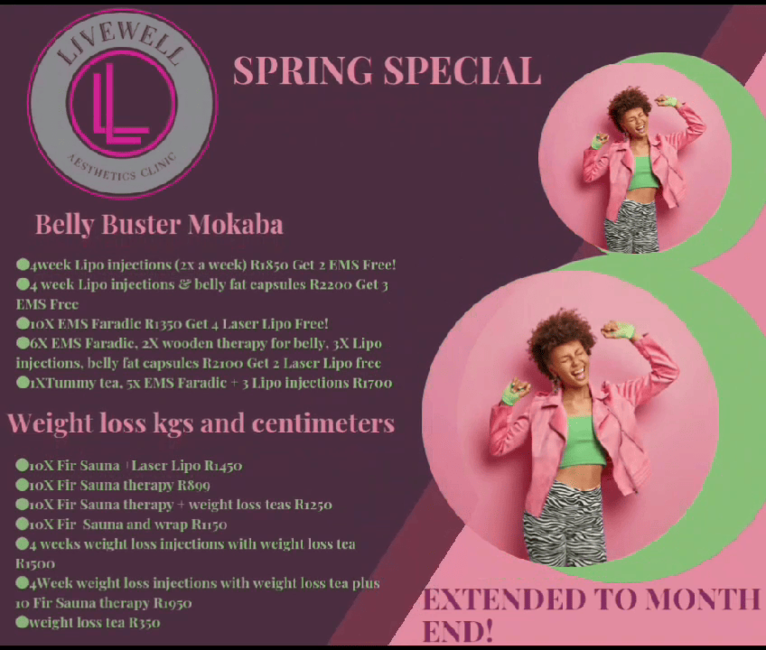 LIVEWELL
AESTHETICS CLINIC
SPRING SPECIAL
Belly Buster Mokaba
4week Lipo injections (2x a week) R1850 Get 2 EMS Free!
4 week Lipo injections & belly fat capsules R2200 Get 3
EMS Free
10X EMS Faradic R1350 Get 4 Laser Lipo Free!
6X EMS Faradic, 2X wooden therapy for belly, 3X Lipo
injections, belly fat capsules R2100 Get 2 Laser Lipo free
1XTummy tea, 5x EMS Faradic + 3 Lipo injections R1700
Weight loss kgs and centimeters
10X Fir Sauna +Laser Lipo R1450
10X Fir Sauna therapy R899
10X Fir Sauna therapy + weight loss teas R1250
10X Fir Sauna and wrap R1150
4 weeks weight loss injections with weight loss tea
R1500
4Week weight loss injections with weight loss tea plus
10 Fir Sauna therapy R1950
weight loss tea R350
EXTENDED TO MONTH
END!